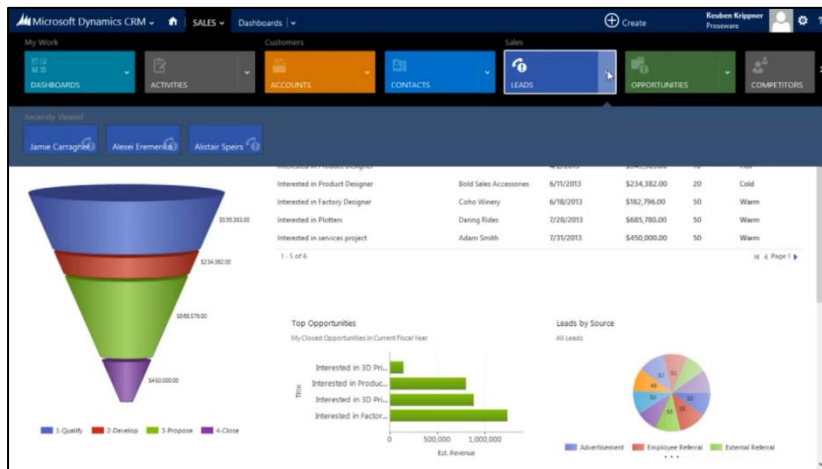 Microsoft Dynamics CRM
SALES
Dashboards
Create
Reuben Krippner
Proseware
?
My Work
Customers
Sales
DASHBOARDS
ACTIVITIES
ACCOUNTS
CONTACTS
LEADS
OPPORTUNITIES
COMPETITORS
Recently Viewed
Jamie Carragher
Alexei Eremenko
Alistair Speirs
Interested in Product Designer Bold Sales Accessories 6/11/2013 $234,382.00 20 Cold
Interested in Factory Designer Coho Winery 6/18/2013 $182,796.00 50 Warm
Interested in Plotters Daring Rides 7/28/2013 $685,780.00 50 Warm
Interested in services project Adam Smith 7/31/2013 $450,000.00 50 Warm
1 - 5 of 6
Page 1
$234,382.00
$450,000.00
1-Qualify 2-Develop 3-Propose 4-Close
Top Opportunities
My Closed Opportunities in Current Fiscal Year
Title
Interested in 3D Pri...
Interested in Produc...
Interested in 3D Pri...
Interested in Factor...
0 500,000 1,000,000
Est. Revenue
Leads by Source
All Leads
Advertisement Employee Referral External Referral